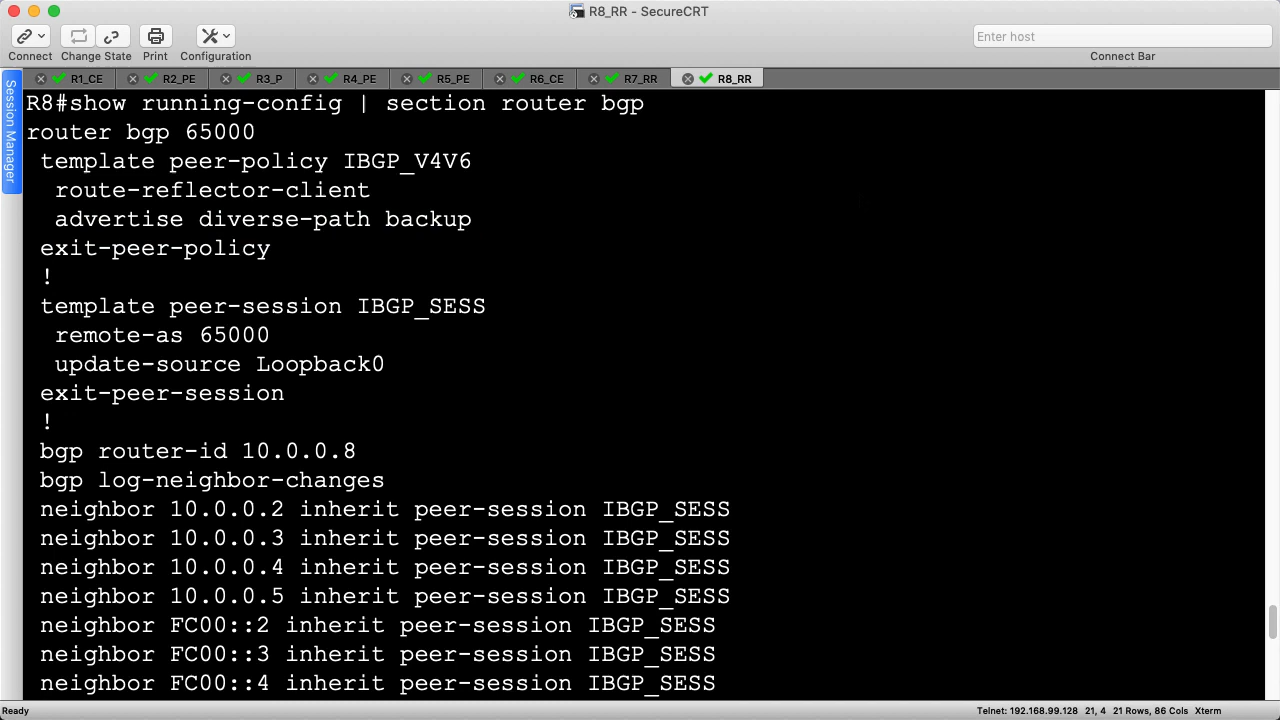 R8_RR - SecureCRT
Enter host
Connect Change State Print Configuration Connect Bar
R1_CE R2_PE R3_P R4_PE R5_PE R6_CE R7_RR R8_RR
Session Manager
R8#show running-config | section router bgp
router bgp 65000
 template peer-policy IBGP_V4V6
  route-reflector-client
  advertise diverse-path backup
 exit-peer-policy
 !
 template peer-session IBGP_SESS
  remote-as 65000
  update-source Loopback0
 exit-peer-session
 !
 bgp router-id 10.0.0.8
 bgp log-neighbor-changes
 neighbor 10.0.0.2 inherit peer-session IBGP_SESS
 neighbor 10.0.0.3 inherit peer-session IBGP_SESS
 neighbor 10.0.0.4 inherit peer-session IBGP_SESS
 neighbor 10.0.0.5 inherit peer-session IBGP_SESS
 neighbor FC00::2 inherit peer-session IBGP_SESS
 neighbor FC00::3 inherit peer-session IBGP_SESS
 neighbor FC00::4 inherit peer-session IBGP_SESS
Ready Telnet: 192.168.99.128 21, 4 21 Rows, 86 Cols Xterm